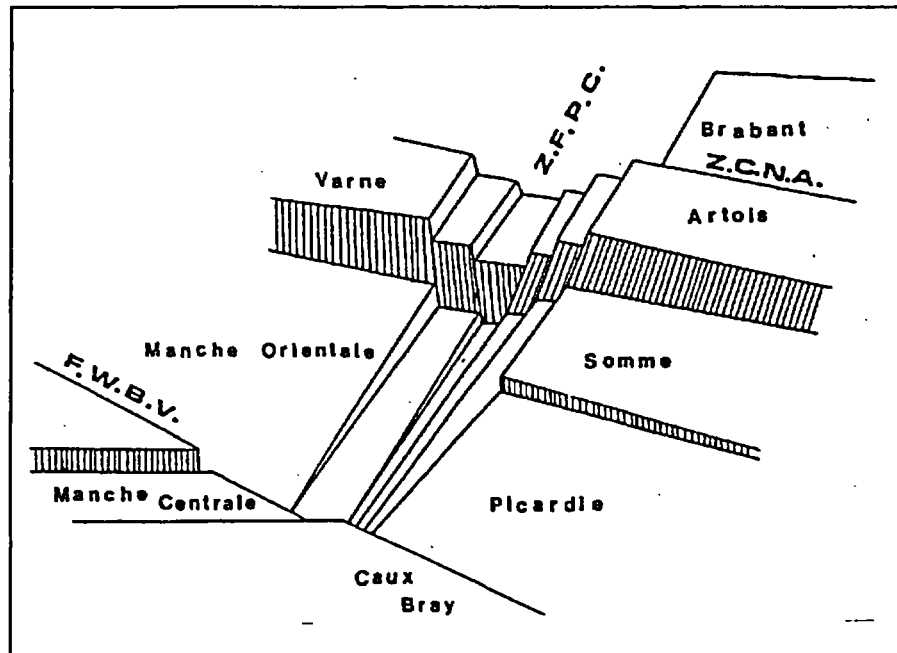 Z.F.P.C.
Brabant
Z.C.N.A.
Varne
Artois
Manche Orientale
Somme
F.W.B.V.
Manche Centrale
Picardie
Caux
Bray